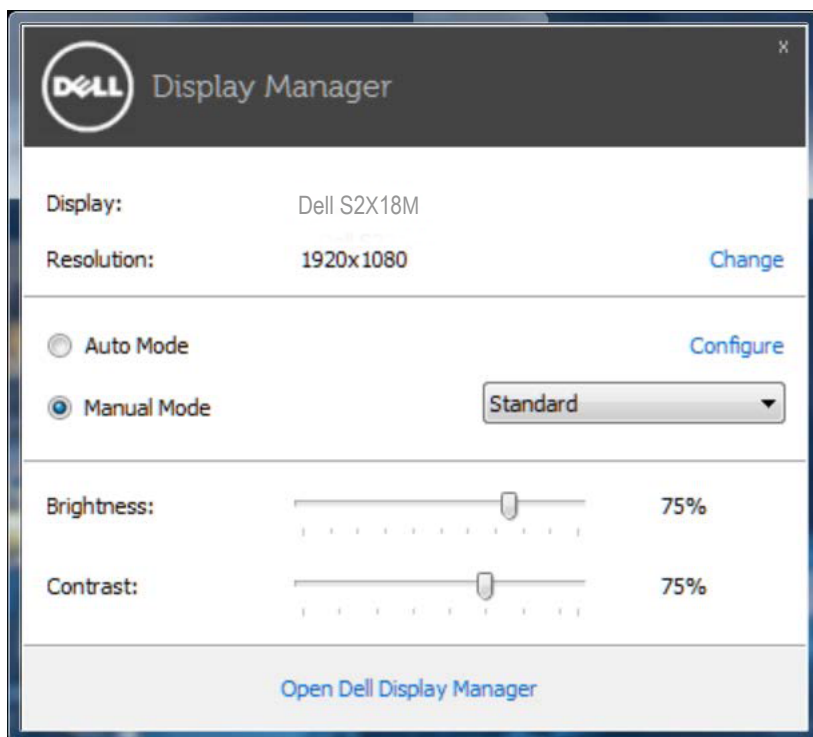 DELL Display Manager
x
Display: Dell S2X18M
Resolution: 1920x1080 Change
Auto Mode Configure
Manual Mode Standard
Brightness: 75%
Contrast: 75%
Open Dell Display Manager